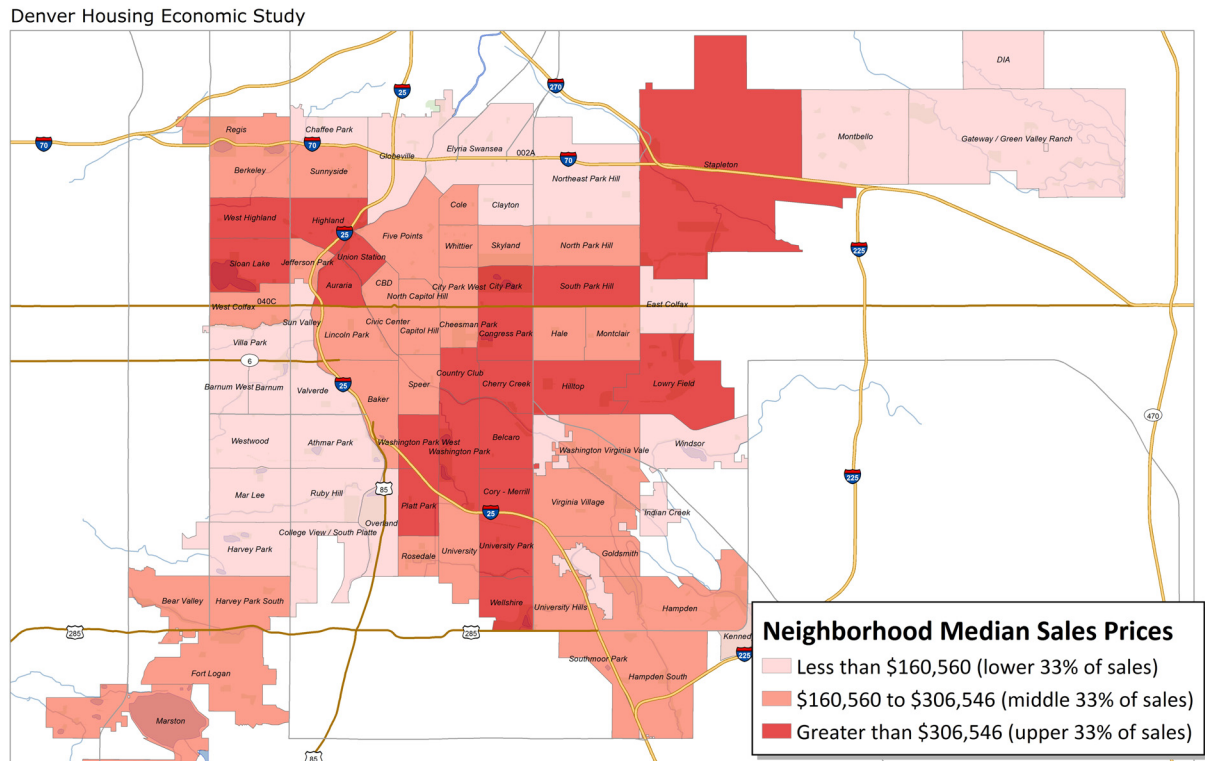 Denver Housing Economic Study
DIA
270
25
Regis
Chaffee Park
Elyria Swansea
Montbello
Gateway / Green Valley Ranch
70
70
Globeville
002A
70
Stapleton
Berkeley
Sunnyside
Northeast Park Hill
Cole
Clayton
West Highland
Highland
25
Five Points
Whittier
Skyland
North Park Hill
225
Sloan Lake
Jefferson Park
Union Station
Auraria
CBD
City Park West
City Park
South Park Hill
North Capitol Hill
West Colfax
040C
East Colfax
Sun Valley
Civic Center
Cheesman Park
Lincoln Park
Capitol Hill
Congress Park
Hale
Montclair
Villa Park
6
Country Club
Barnum West
Barnum
Valverde
25
Speer
Cherry Creek
Hilltop
Lowry Field
Baker
470
Westwood
Athmar Park
Washington Park West
Washington Park
Belcaro
Washington Virginia Vale
Windsor
225
Mar Lee
Ruby Hill
85
Cory - Merrill
Platt Park
Virginia Village
25
Indian Creek
Overland
College View / South Platte
Harvey Park
University Park
Rosedale
University
Goldsmith
Bear Valley
Harvey Park South
Wellshire
University Hills
Hampden
285
285
Kenned
225
Southmoor Park
Fort Logan
Hampden South
Marston
85
Neighborhood Median Sales Prices
Less than $160,560 (lower 33% of sales)
$160,560 to $306,546 (middle 33% of sales)
Greater than $306,546 (upper 33% of sales)